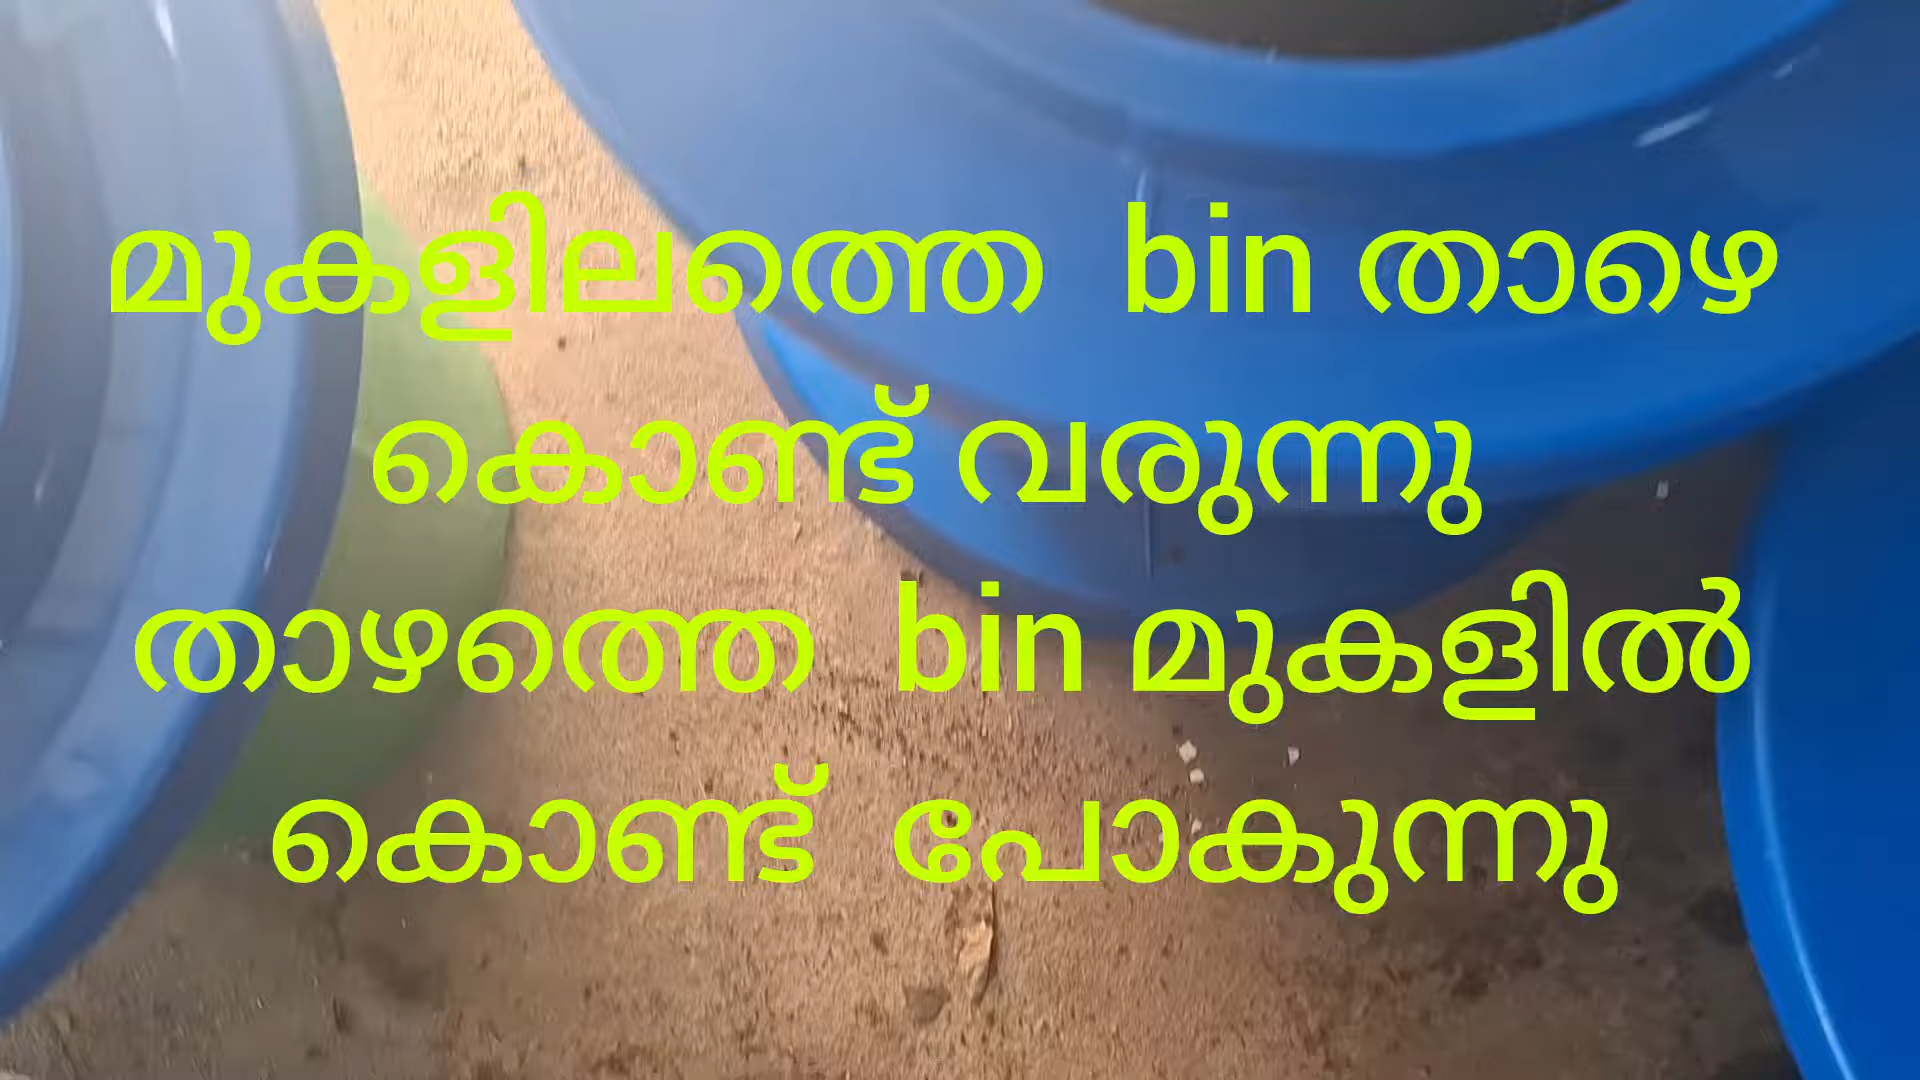 മുകളിലത്തെ bin താഴെ
കൊണ്ട് വരുന്നു
താഴത്തെ bin മുകളിൽ
കൊണ്ട് പോകുന്നു